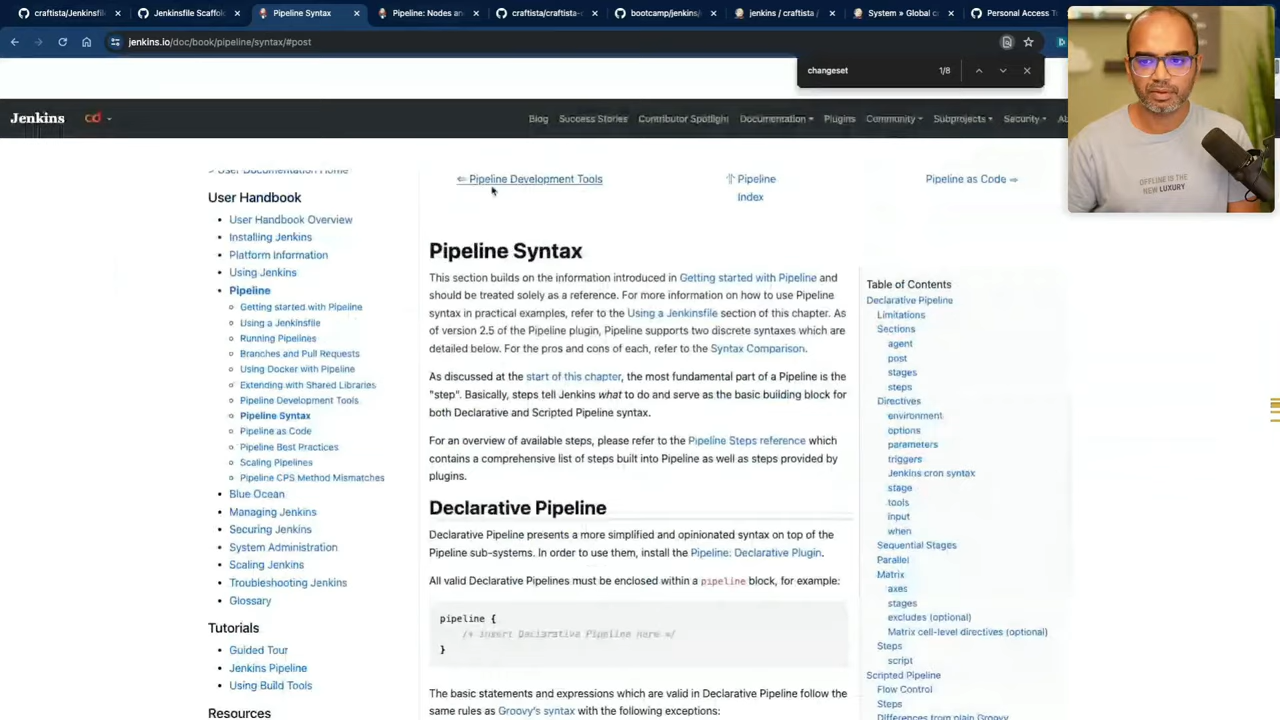 craftista/Jenkinsf
Jenkinsfile Scaffol
Pipeline Syntax
Pipeline: Nodes an
craftista/craftista-
bootcamp/jenkins/
jenkins / craftista /
System » Global c
Personal Access T
jenkins.io/doc/book/pipeline/syntax/#post
changeset
1/8
Jenkins
cd
Blog
Success Stories
Contributor Spotlight
Documentation
Plugins
Community
Subprojects
Security
> User Documentation Home
User Handbook
User Handbook Overview
Installing Jenkins
Platform Information
Using Jenkins
Pipeline
Getting started with Pipeline
Using a Jenkinsfile
Running Pipelines
Branches and Pull Requests
Using Docker with Pipeline
Extending with Shared Libraries
Pipeline Development Tools
Pipeline Syntax
Pipeline as Code
Pipeline Best Practices
Scaling Pipelines
Pipeline CPS Method Mismatches
Blue Ocean
Managing Jenkins
Securing Jenkins
System Administration
Scaling Jenkins
Troubleshooting Jenkins
Glossary
Tutorials
Guided Tour
Jenkins Pipeline
Using Build Tools
Resources
⇐ Pipeline Development Tools
⇑ Pipeline
Index
Pipeline as Code ⇒
Pipeline Syntax
This section builds on the information introduced in Getting started with Pipeline and
should be treated solely as a reference. For more information on how to use Pipeline
syntax in practical examples, refer to the Using a Jenkinsfile section of this chapter. As
of version 2.5 of the Pipeline plugin, Pipeline supports two discrete syntaxes which are
detailed below. For the pros and cons of each, refer to the Syntax Comparison.
As discussed at the start of this chapter, the most fundamental part of a Pipeline is the
"step". Basically, steps tell Jenkins what to do and serve as the basic building block for
both Declarative and Scripted Pipeline syntax.
For an overview of available steps, please refer to the Pipeline Steps reference which
contains a comprehensive list of steps built into Pipeline as well as steps provided by
plugins.
Declarative Pipeline
Declarative Pipeline presents a more simplified and opinionated syntax on top of the
Pipeline sub-systems. In order to use them, install the Pipeline: Declarative Plugin.
All valid Declarative Pipelines must be enclosed within a pipeline block, for example:
pipeline {
/* insert Declarative Pipeline here */
}
The basic statements and expressions which are valid in Declarative Pipeline follow the
same rules as Groovy's syntax with the following exceptions:
Table of Contents
Declarative Pipeline
Limitations
Sections
agent
post
stages
steps
Directives
environment
options
parameters
triggers
Jenkins cron syntax
stage
tools
input
when
Sequential Stages
Parallel
Matrix
axes
stages
excludes (optional)
Matrix cell-level directives (optional)
Steps
script
Scripted Pipeline
Flow Control
Steps
Differences from plain Groovy
OFFLINE IS THE
NEW LUXURY